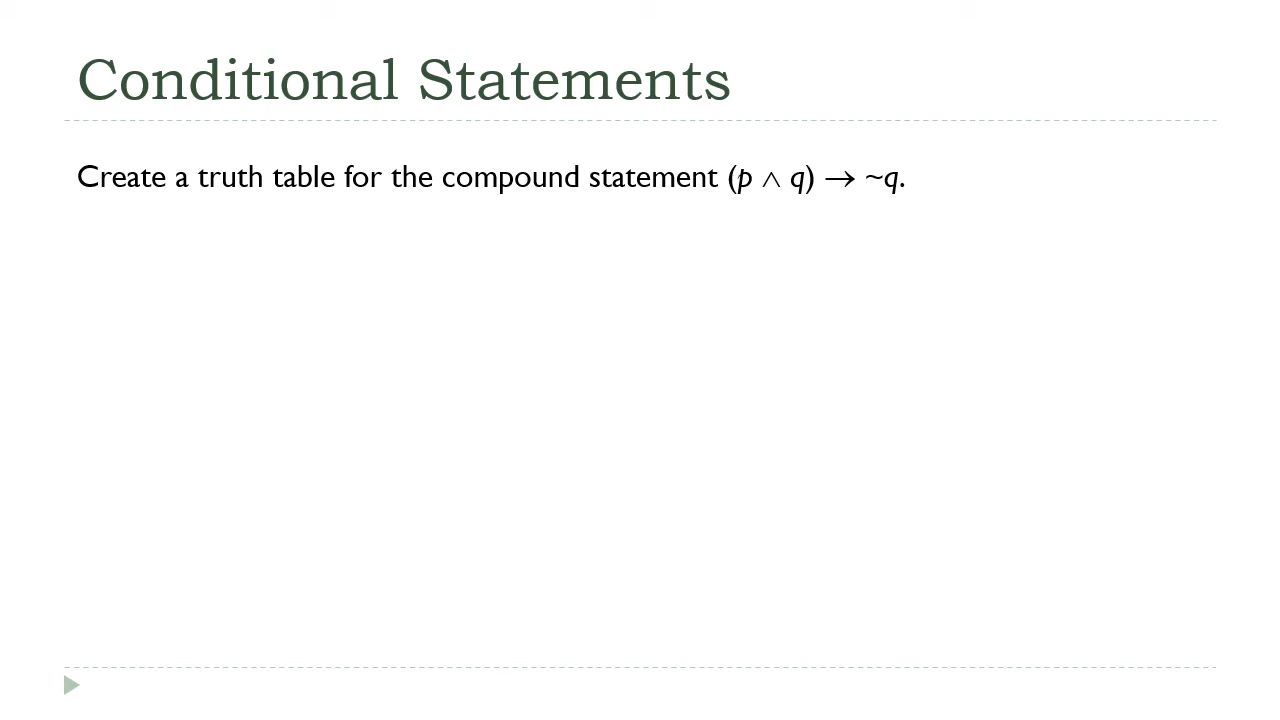 Conditional Statements
Create a truth table for the compound statement (p ∧ q) → ~q.